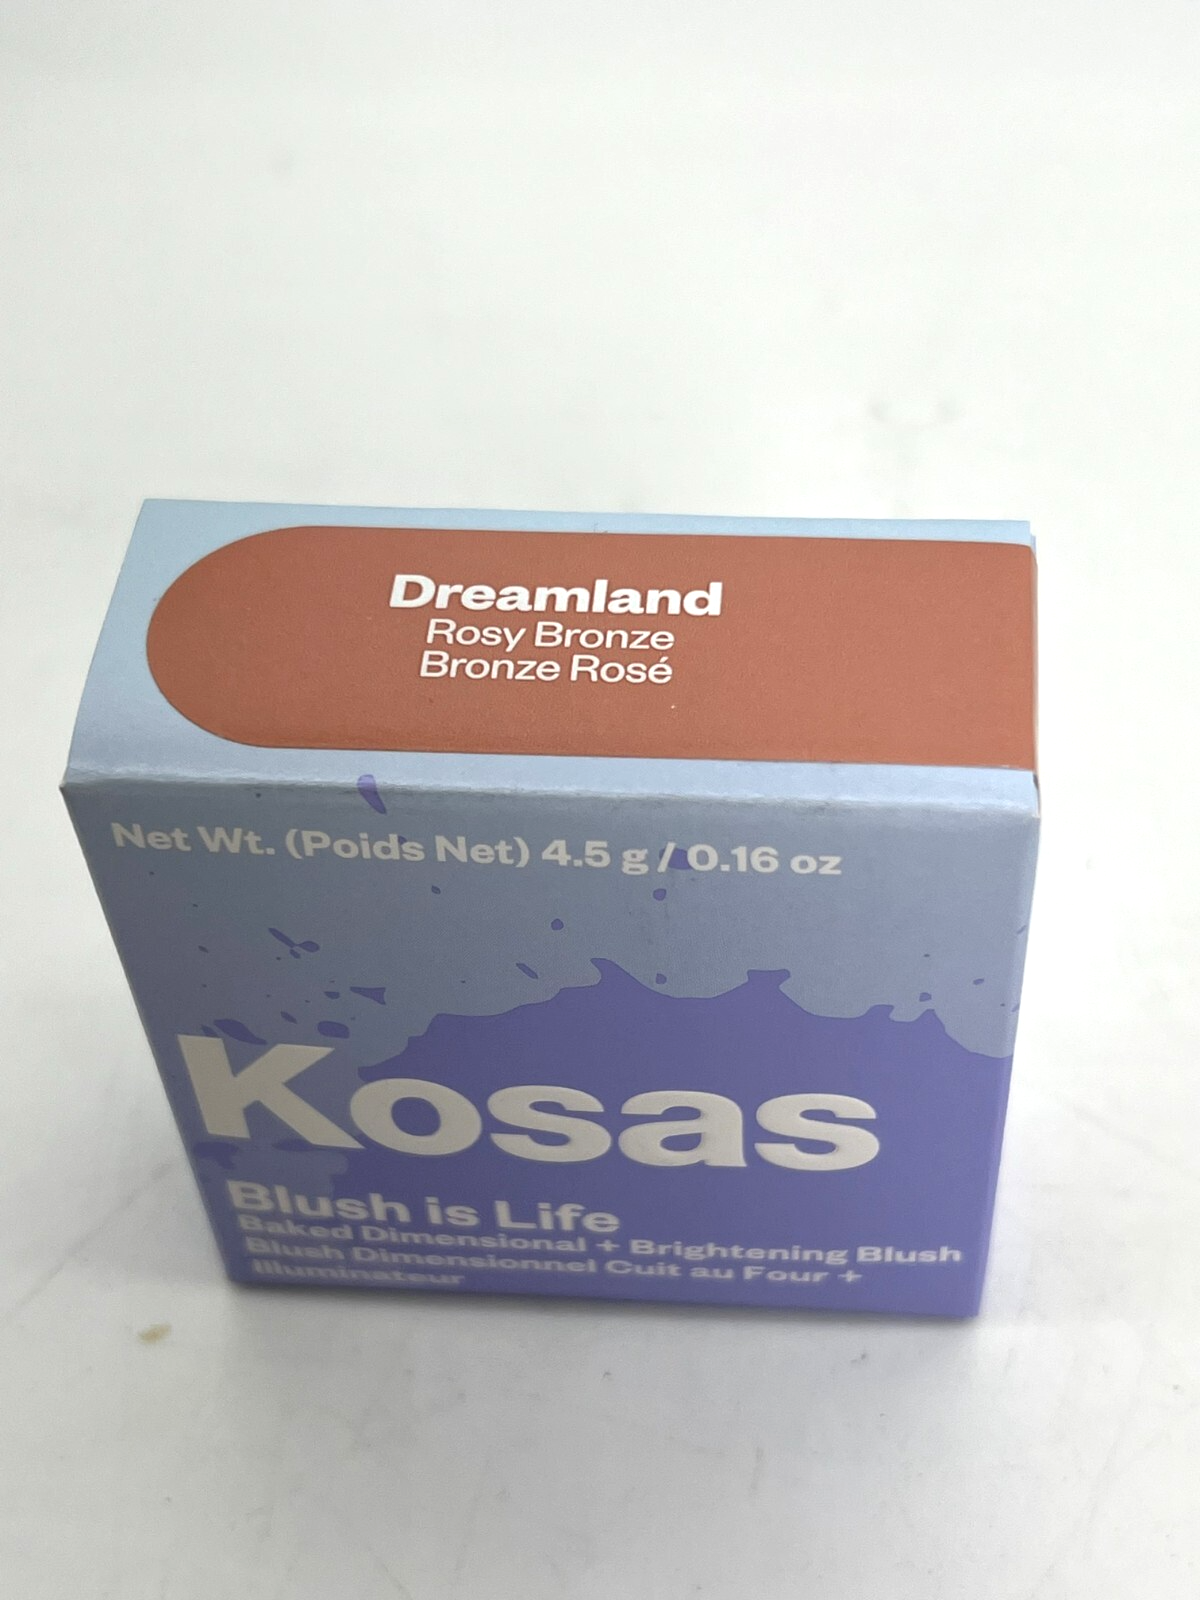 Dreamland
Rosy Bronze
Bronze Rosé
Net Wt. (Poids Net) 4.5 g / 0.16 oz
Kosas
Blush is Life
Baked Dimensional + Brightening Blush
Blush Dimensionnel Cuit au Four +
Illuminateur